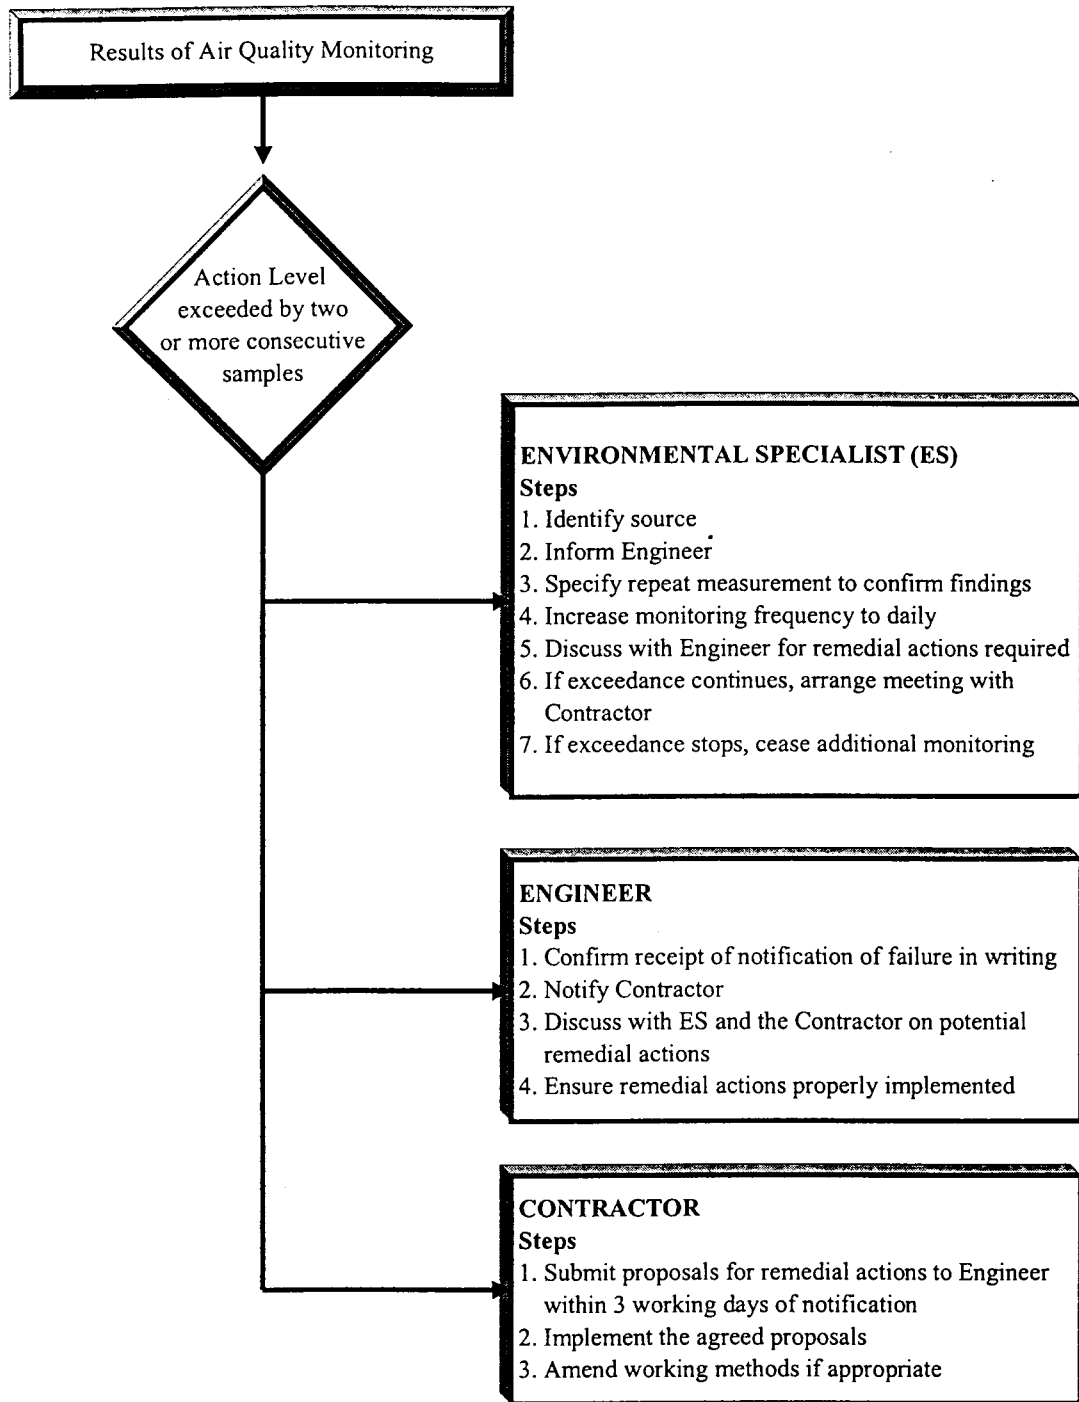 Results of Air Quality Monitoring
Action Level
exceeded by two
or more consecutive
samples
ENVIRONMENTAL SPECIALIST (ES)
Steps
1. Identify source
2. Inform Engineer
3. Specify repeat measurement to confirm findings
4. Increase monitoring frequency to daily
5. Discuss with Engineer for remedial actions required
6. If exceedance continues, arrange meeting with
Contractor
7. If exceedance stops, cease additional monitoring
ENGINEER
Steps
1. Confirm receipt of notification of failure in writing
2. Notify Contractor
3. Discuss with ES and the Contractor on potential
remedial actions
4. Ensure remedial actions properly implemented
CONTRACTOR
Steps
1. Submit proposals for remedial actions to Engineer
within 3 working days of notification
2. Implement the agreed proposals
3. Amend working methods if appropriate